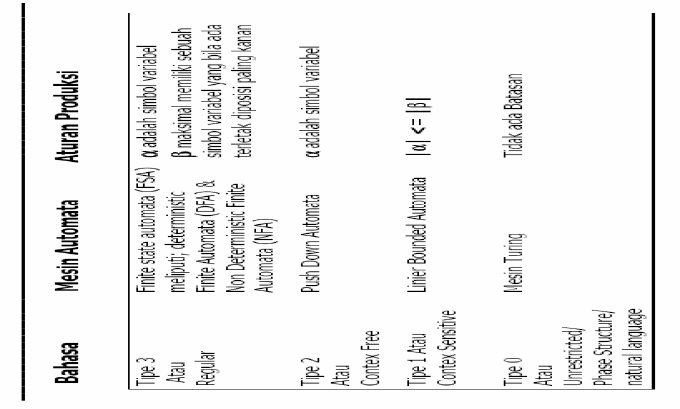 Bahasa Mesin Automata Aturan Produksi
Tipe 3 Finite state automata (FSA) α adalah simbol variabel
Atau meliputi; deterministic β maksimal memiliki sebuah
Regular Finite Automata (DFA) & simbol variabel yang bila ada
Non Deterministic Finite terletak diposisi paling kanan
Automata (NFA)
Tipe 2 Push Down Automata α adalah simbol variabel
Atau
Contex Free
Tipe 1 Atau Linier Bounded Automata |α| <= |β|
Contex Sensitive
Tipe 0 Mesin Turing Tidak ada Batasan
Atau
Unrestricted/
Phase Structure/
natural language